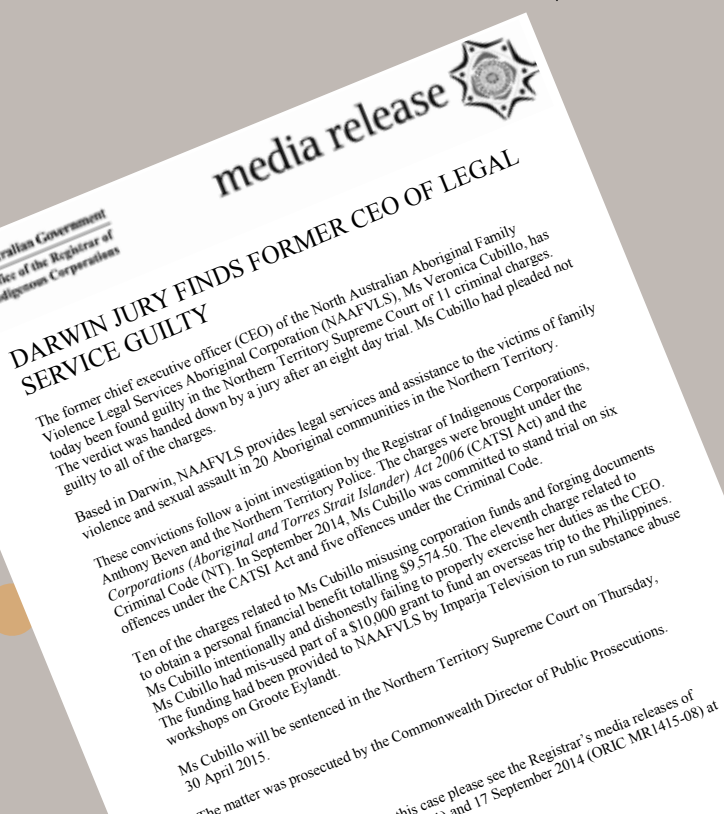 media release
ralian Government
ice of the Registrar of
digenous Corporations
DARWIN JURY FINDS FORMER CEO OF LEGAL
SERVICE GUILTY
The former chief executive officer (CEO) of the North Australian Aboriginal Family
Violence Legal Services Aboriginal Corporation (NAAFVLS), Ms Veronica Cubillo, has
today been found guilty in the Northern Territory Supreme Court of 11 criminal charges.
The verdict was handed down by a jury after an eight day trial. Ms Cubillo had pleaded not
guilty to all of the charges.
Based in Darwin, NAAFVLS provides legal services and assistance to the victims of family
violence and sexual assault in 20 Aboriginal communities in the Northern Territory.
These convictions follow a joint investigation by the Registrar of Indigenous Corporations,
Anthony Beven and the Northern Territory Police. The charges were brought under the
Corporations (Aboriginal and Torres Strait Islander) Act 2006 (CATSI Act) and the
Criminal Code (NT). In September 2014, Ms Cubillo was committed to stand trial on six
offences under the CATSI Act and five offences under the Criminal Code.
Ten of the charges related to Ms Cubillo misusing corporation funds and forging documents
to obtain a personal financial benefit totalling $9,574.50. The eleventh charge related to
Ms Cubillo intentionally and dishonestly failing to properly exercise her duties as the CEO.
Ms Cubillo had mis-used part of a $10,000 grant to fund an overseas trip to the Philippines.
The funding had been provided to NAAFVLS by Imparja Television to run substance abuse
workshops on Groote Eylandt.
Ms Cubillo will be sentenced in the Northern Territory Supreme Court on Thursday,
30 April 2015.
The matter was prosecuted by the Commonwealth Director of Public Prosecutions.
this case please see the Registrar's media releases of
) and 17 September 2014 (ORIC MR1415-08) at